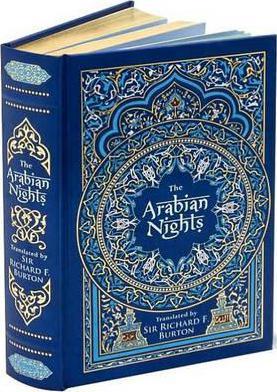 The
Arabian
Nights
Translated by
SIR
RICHARD F.
BURTON
The
Arabian
Nights
Translated by
SIR RICHARD F.
BURTON